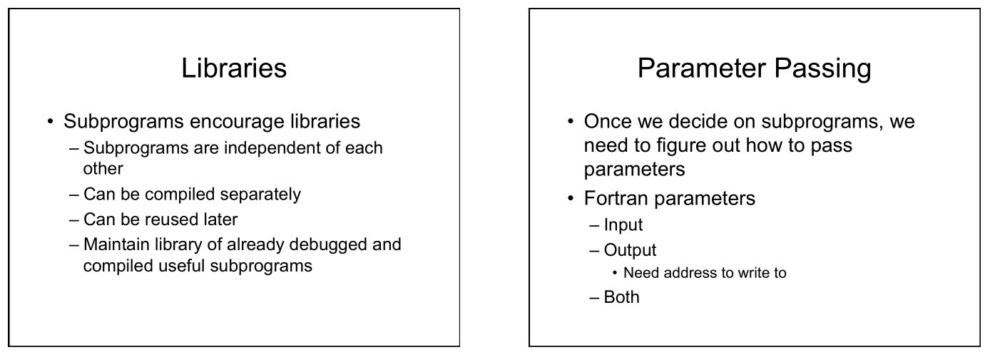 Libraries
• Subprograms encourage libraries
– Subprograms are independent of each
other
– Can be compiled separately
– Can be reused later
– Maintain library of already debugged and
compiled useful subprograms
Parameter Passing
• Once we decide on subprograms, we
need to figure out how to pass
parameters
• Fortran parameters
– Input
– Output
• Need address to write to
– Both